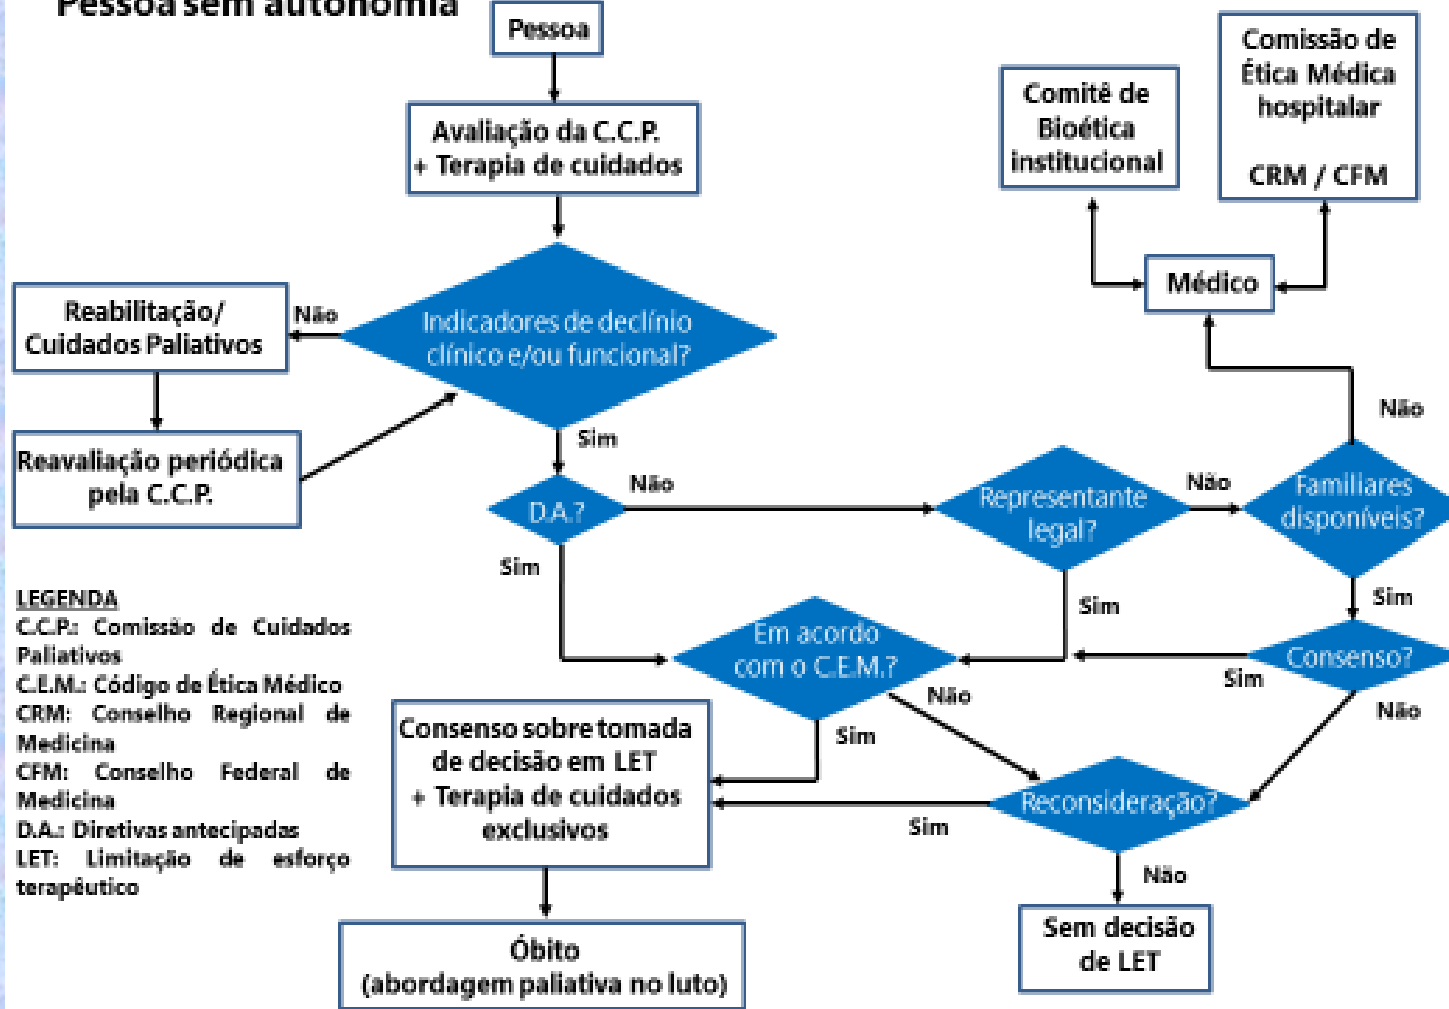 Pessoa sem autonomia
Pessoa
Avaliação da C.C.P.
+ Terapia de cuidados
Indicadores de declínio
clínico e/ou funcional?
Não
Reabilitação/
Cuidados Paliativos
Reavaliação periódica
pela C.C.P.
Sim
D.A.?
Não
Sim
Representante
legal?
Não
Sim
Familiares
disponíveis?
Não
Sim
Médico
Comitê de
Bioética
institucional
Comissão de
Ética Médica
hospitalar
CRM / CFM
Consenso?
Sim
Não
Em acordo
com o C.E.M.?
Não
Sim
Reconsideração?
Sim
Não
Sem decisão
de LET
Consenso sobre tomada
de decisão em LET
+ Terapia de cuidados
exclusivos
Óbito
(abordagem paliativa no luto)
LEGENDA
C.C.P.: Comissão de Cuidados
Paliativos
C.E.M.: Código de Ética Médico
CRM: Conselho Regional de
Medicina
CFM: Conselho Federal de
Medicina
D.A.: Diretivas antecipadas
LET: Limitação de esforço
terapêutico